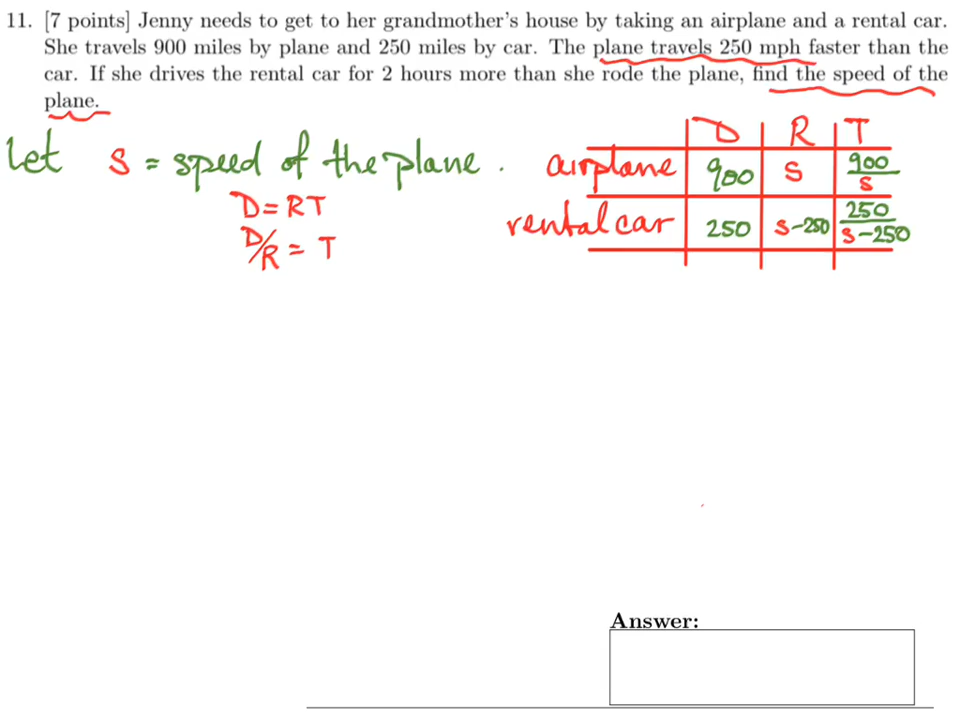 11. [7 points] Jenny needs to get to her grandmother's house by taking an airplane and a rental car.
She travels 900 miles by plane and 250 miles by car. The plane travels 250 mph faster than the
car. If she drives the rental car for 2 hours more than she rode the plane, find the speed of the
plane.
Let s = speed of the plane.
D = RT
D/R = T
D R T
airplane 900 s 900/s
rental car 250 s-250 250/s-250
Answer: